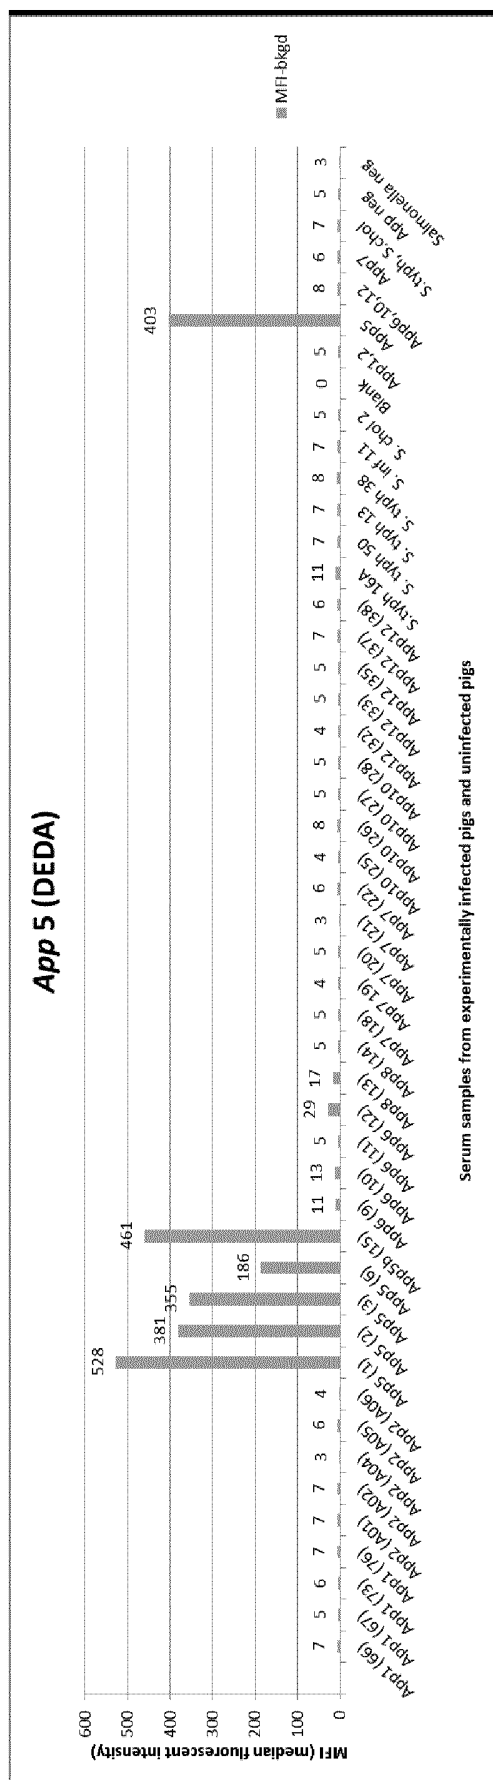 App 5 (DEDA)
MFI (median fluorescent intensity)
600
500
400
300
200
100
0
7 5 6 7 7 7 3 6 4 528 381 355 186 461 11 13 5 29 17 5 5 4 5 3 6 4 8 5 5 4 5 5 7 6 11 7 7 8 7 5 0 5 403 8 6 7 5 3
App1 (66)
App1 (67)
App1 (73)
App1 (76)
App2 (A01)
App2 (A02)
App2 (A04)
App2 (A05)
App2 (A06)
App5 (1)
App5 (2)
App5 (3)
App5 (6)
App5b (15)
App6 (9)
App6 (10)
App6 (11)
App6 (12)
App8 (13)
App8 (14)
App7 (18)
App7 19
App7 (20)
App7 (21)
App7 (22)
App10 (25)
App10 (26)
App10 (27)
App10 (28)
App12 (32)
App12 (33)
App12 (35)
App12 (37)
App12 (38)
S.typh 16A
S. typh 50
S. typh 13
S. typh 38
S. inf 11
S. chol 2
Blank
App1,2
App5
App6,10,12
App7
S.typh, S.chol
App neg
Salmonella neg
MFI-bkgd
Serum samples from experimentally infected pigs and uninfected pigs